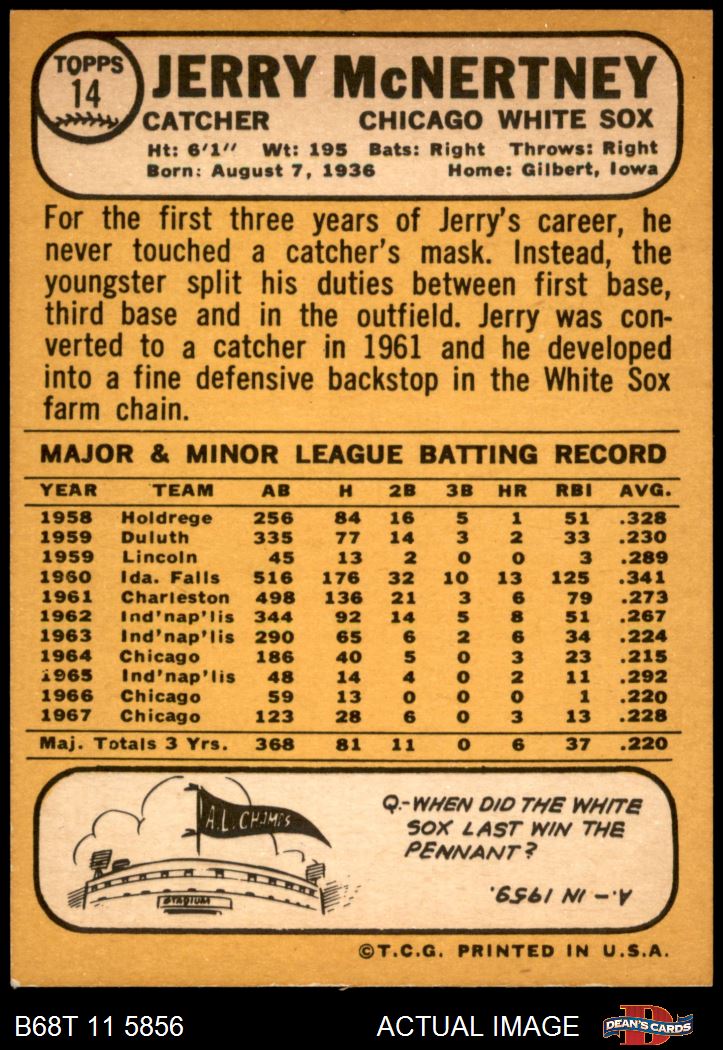 TOPPS
14
JERRY McNERTNEY
CATCHER CHICAGO WHITE SOX
Ht: 6'1" Wt: 195 Bats: Right Throws: Right
Born: August 7, 1936 Home: Gilbert, Iowa
For the first three years of Jerry's career, he
never touched a catcher's mask. Instead, the
youngster split his duties between first base,
third base and in the outfield. Jerry was con-
verted to a catcher in 1961 and he developed
into a fine defensive backstop in the White Sox
farm chain.
MAJOR & MINOR LEAGUE BATTING RECORD
YEAR TEAM AB H 2B 3B HR RBI AVG.
1958 Holdrege 256 84 16 5 1 51 .328
1959 Duluth 335 77 14 3 2 33 .230
1959 Lincoln 45 13 2 0 0 3 .289
1960 Ida. Falls 516 176 32 10 13 125 .341
1961 Charleston 498 136 21 3 6 79 .273
1962 Ind'nap'lis 344 92 14 5 8 51 .267
1963 Ind'nap'lis 290 65 6 2 6 34 .224
1964 Chicago 186 40 5 0 3 23 .215
1965 Ind'nap'lis 48 14 4 0 2 11 .292
1966 Chicago 59 13 0 0 0 1 .220
1967 Chicago 123 28 6 0 3 13 .228
Maj. Totals 3 Yrs. 368 81 11 0 6 37 .220
A.L. CHAMPS
STADIUM
Q.-WHEN DID THE WHITE
SOX LAST WIN THE
PENNANT?
A.- IN 1959.
©T.C.G. PRINTED IN U.S.A.
B68T 11 5856 ACTUAL IMAGE
D
DEAN'S CARDS